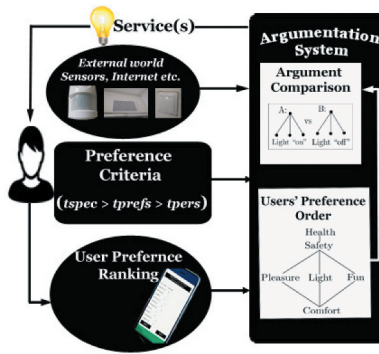 Service(s)
External world
Sensors, Internet etc.
Preference
Criteria
(tspec > tprefs > tpers)
User Prefernce
Ranking
Argumentation
System
Argument
Comparison
A: B:
vs
Light "on" Light "off"
Users' Preference
Order
Health
Safety
Pleasure Light Fun
Comfort